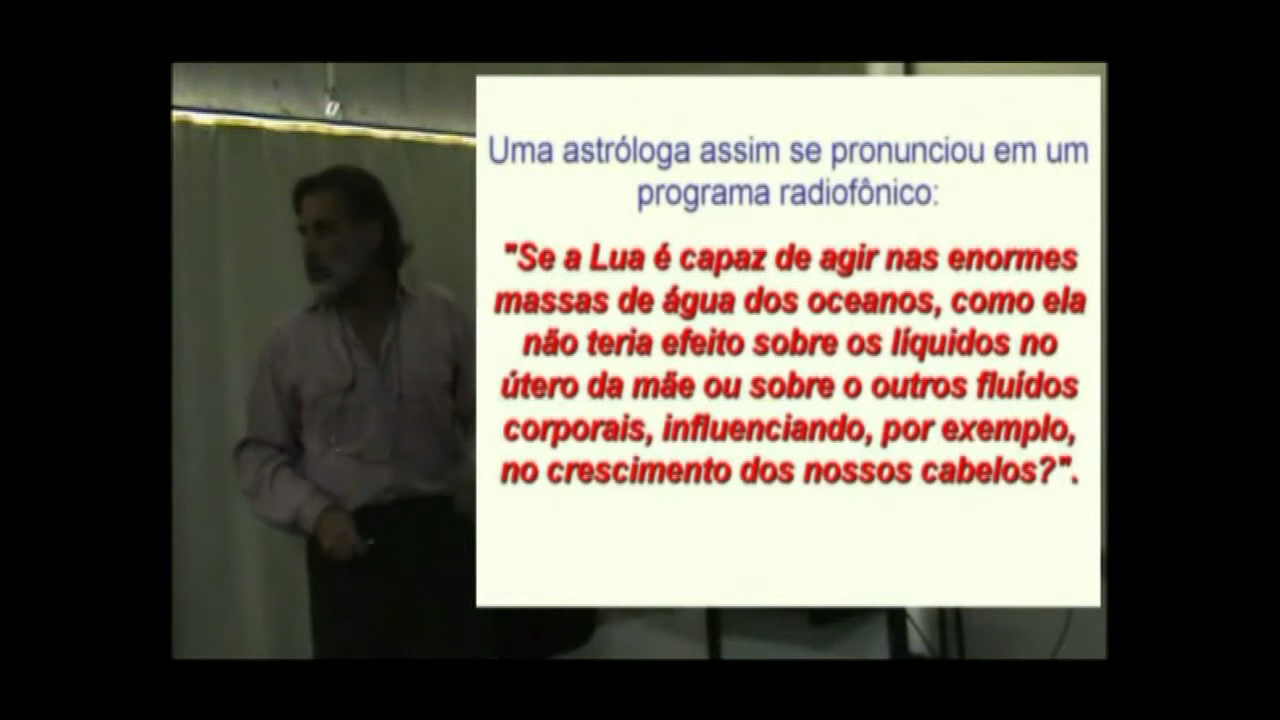 Uma astróloga assim se pronunciou em um
programa radiofônico:
"Se a Lua é capaz de agir nas enormes
massas de água dos oceanos, como ela
não teria efeito sobre os líquidos no
útero da mãe ou sobre o outros fluídos
corporais, influenciando, por exemplo,
no crescimento dos nossos cabelos?".